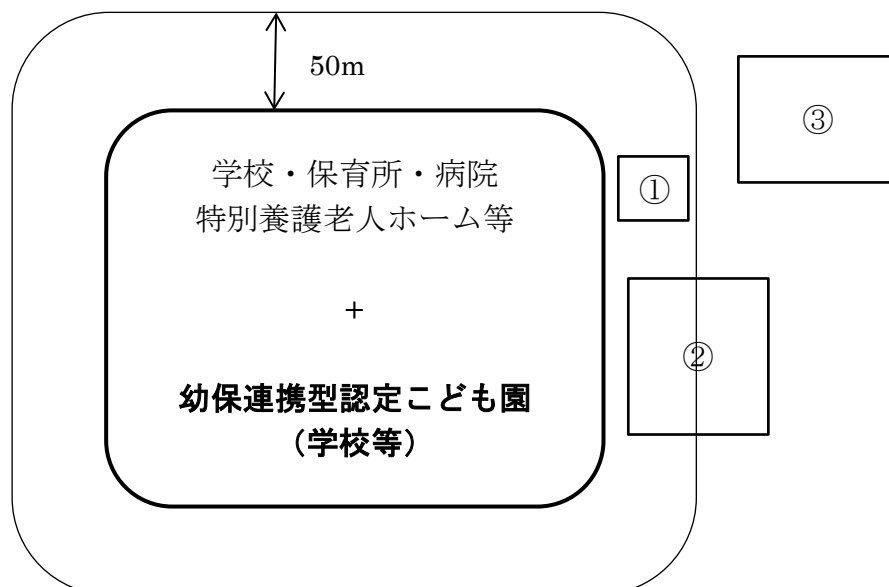 50m
③
学校・保育所・病院
特別養護老人ホーム等
①
+
②
幼保連携型認定こども園
(学校等)